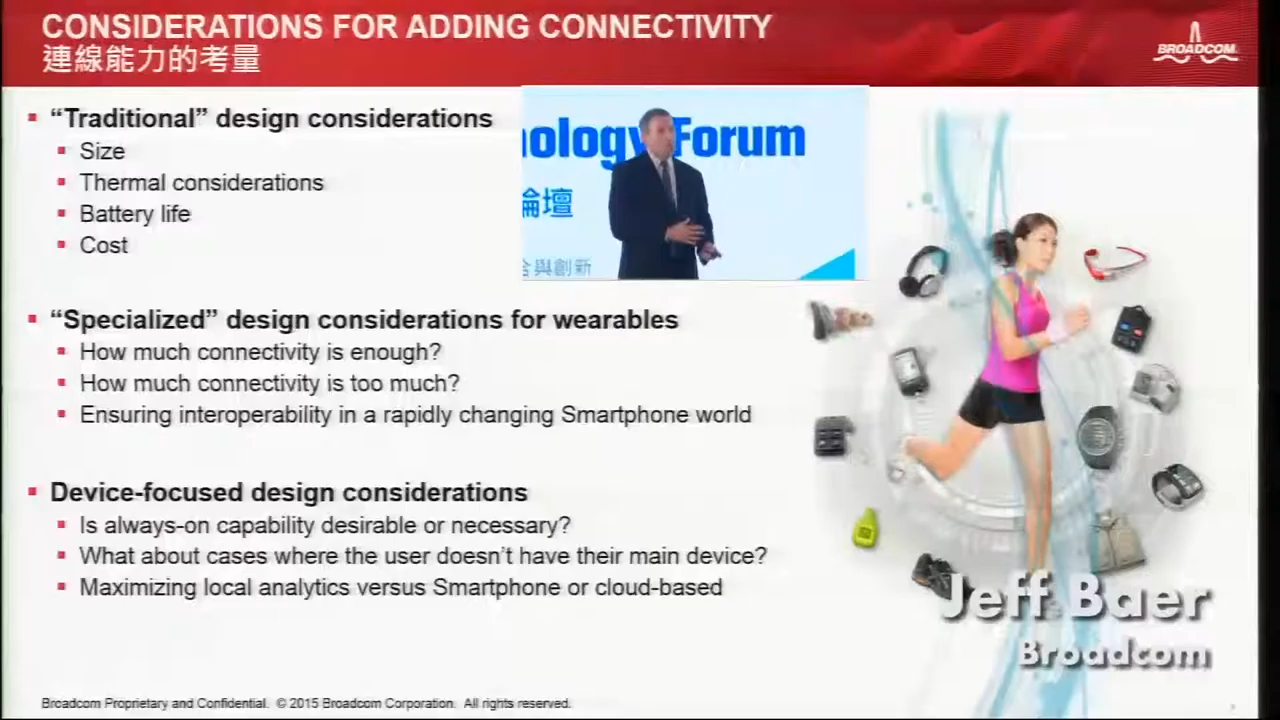 CONSIDERATIONS FOR ADDING CONNECTIVITY
連線能力的考量
BROADCOM
“Traditional” design considerations
Size
Thermal considerations
Battery life
Cost
nology Forum
論壇
合與創新
“Specialized” design considerations for wearables
How much connectivity is enough?
How much connectivity is too much?
Ensuring interoperability in a rapidly changing Smartphone world
Device-focused design considerations
Is always-on capability desirable or necessary?
What about cases where the user doesn’t have their main device?
Maximizing local analytics versus Smartphone or cloud-based
Jeff Baer
Broadcom
Broadcom Proprietary and Confidential. © 2015 Broadcom Corporation. All rights reserved.